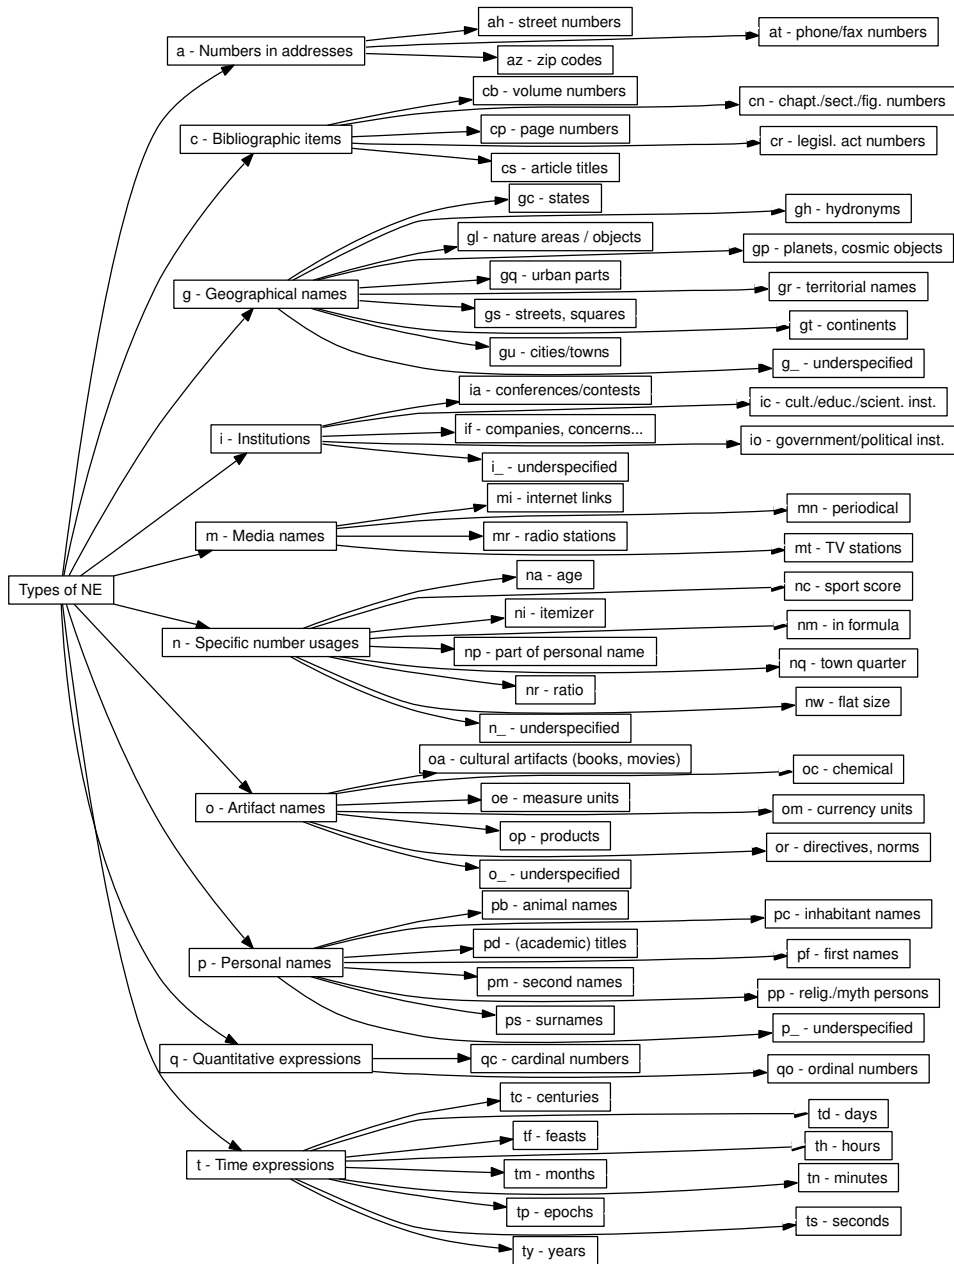 Types of NE
a - Numbers in addresses
ah - street numbers
at - phone/fax numbers
az - zip codes
c - Bibliographic items
cb - volume numbers
cn - chapt./sect./fig. numbers
cp - page numbers
cr - legisl. act numbers
cs - article titles
g - Geographical names
gc - states
gh - hydronyms
gl - nature areas / objects
gp - planets, cosmic objects
gq - urban parts
gr - territorial names
gs - streets, squares
gt - continents
gu - cities/towns
g_ - underspecified
i - Institutions
ia - conferences/contests
ic - cult./educ./scient. inst.
if - companies, concerns...
io - government/political inst.
i_ - underspecified
m - Media names
mi - internet links
mn - periodical
mr - radio stations
mt - TV stations
n - Specific number usages
na - age
nc - sport score
ni - itemizer
nm - in formula
np - part of personal name
nq - town quarter
nr - ratio
nw - flat size
n_ - underspecified
o - Artifact names
oa - cultural artifacts (books, movies)
oc - chemical
oe - measure units
om - currency units
op - products
or - directives, norms
o_ - underspecified
p - Personal names
pb - animal names
pc - inhabitant names
pd - (academic) titles
pf - first names
pm - second names
pp - relig./myth persons
ps - surnames
p_ - underspecified
q - Quantitative expressions
qc - cardinal numbers
qo - ordinal numbers
t - Time expressions
tc - centuries
td - days
tf - feasts
th - hours
tm - months
tn - minutes
tp - epochs
ts - seconds
ty - years